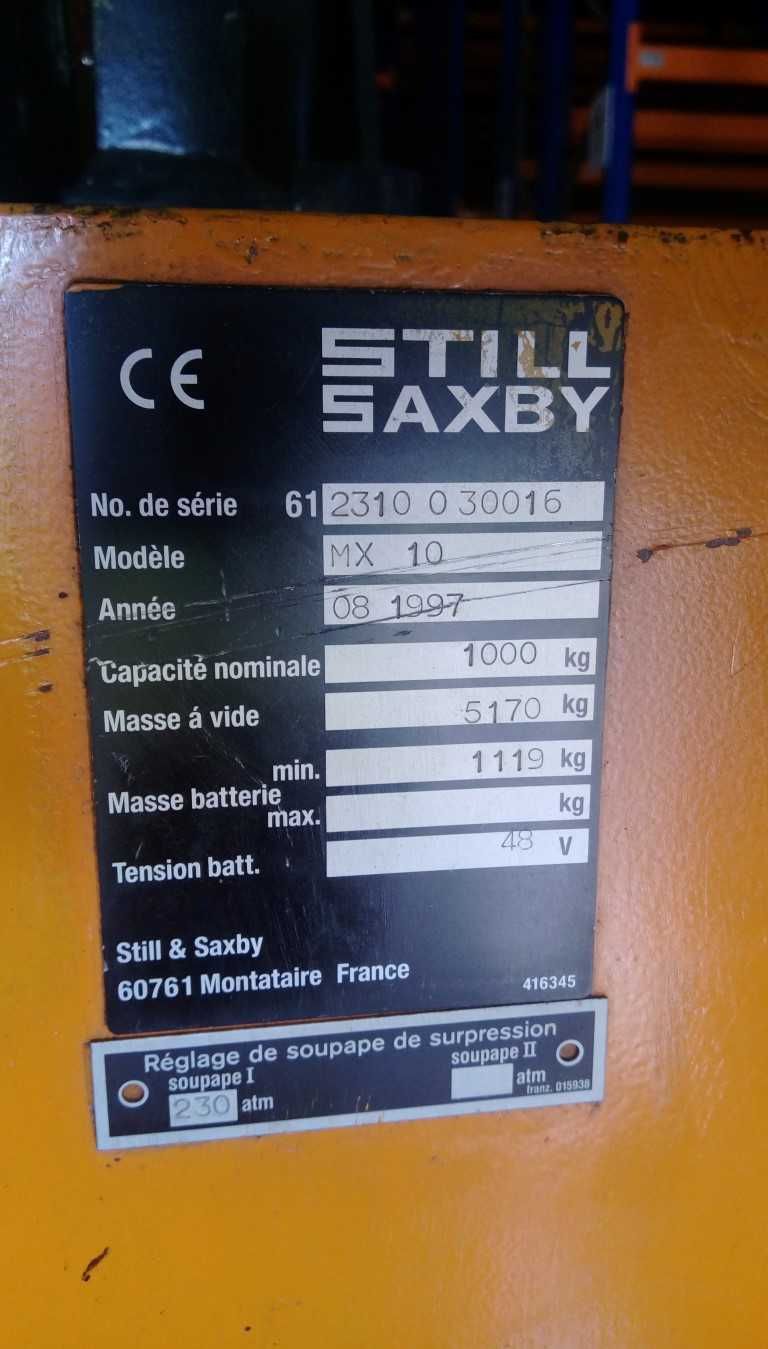 CE
STILL
SAXBY
No. de série 61 2310 0 30016
Modèle MX 10
Année 08 1997
Capacité nominale 1000 kg
Masse á vide 5170 kg
min. 1119 kg
Masse batterie
max. kg
Tension batt. 48 V
Still & Saxby
60761 Montataire France
416345
Réglage de soupape de surpression
soupape I soupape II
230 atm atm
franz. 015938